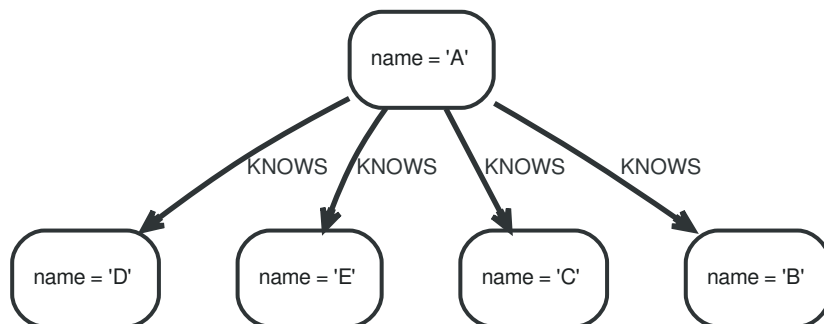 name = 'A'
KNOWS KNOWS KNOWS KNOWS
name = 'D' name = 'E' name = 'C' name = 'B'